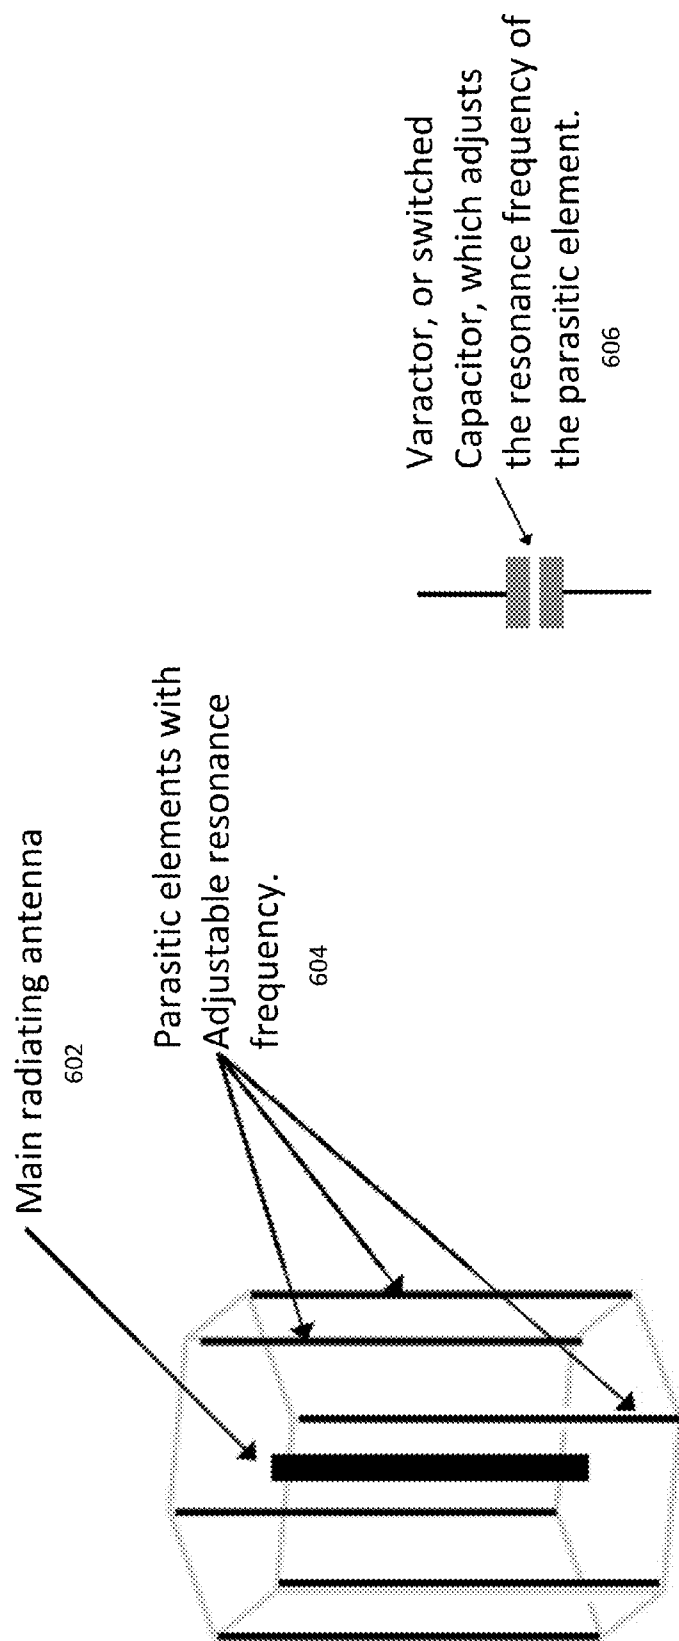 Main radiating antenna
602
Parasitic elements with
Adjustable resonance
frequency.
604
Varactor, or switched
Capacitor, which adjusts
the resonance frequency of
the parasitic element.
606